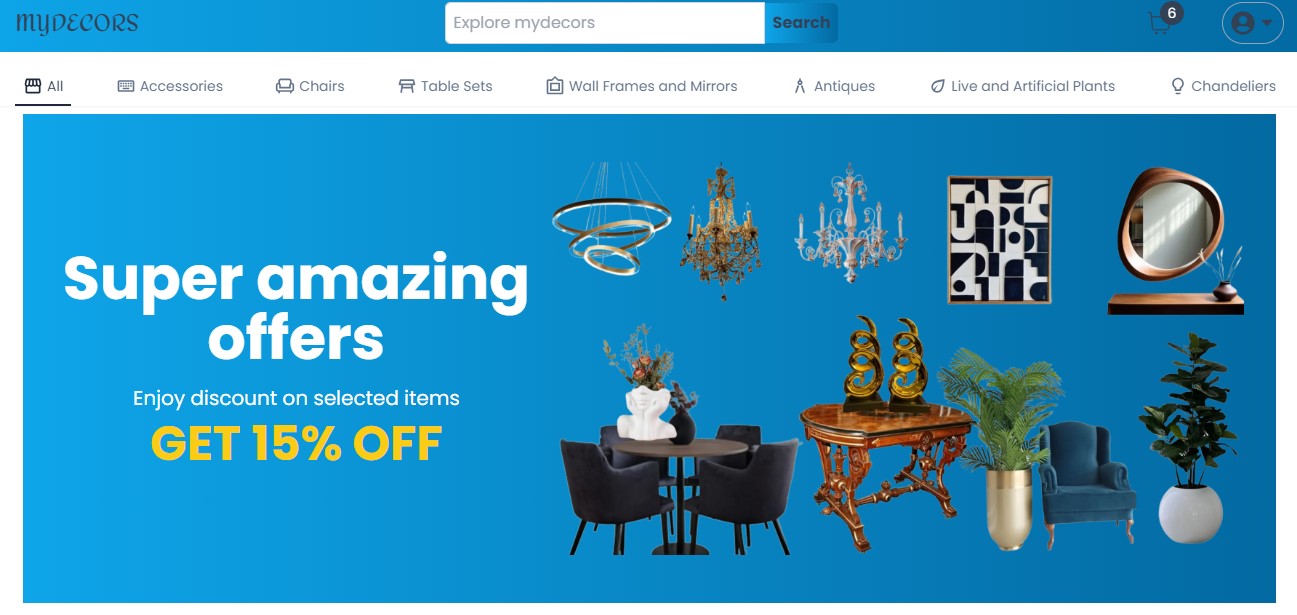 MYDECORS
Explore mydecors
Search
6
All
Accessories
Chairs
Table Sets
Wall Frames and Mirrors
Antiques
Live and Artificial Plants
Chandeliers
Super amazing
offers
Enjoy discount on selected items
GET 15% OFF